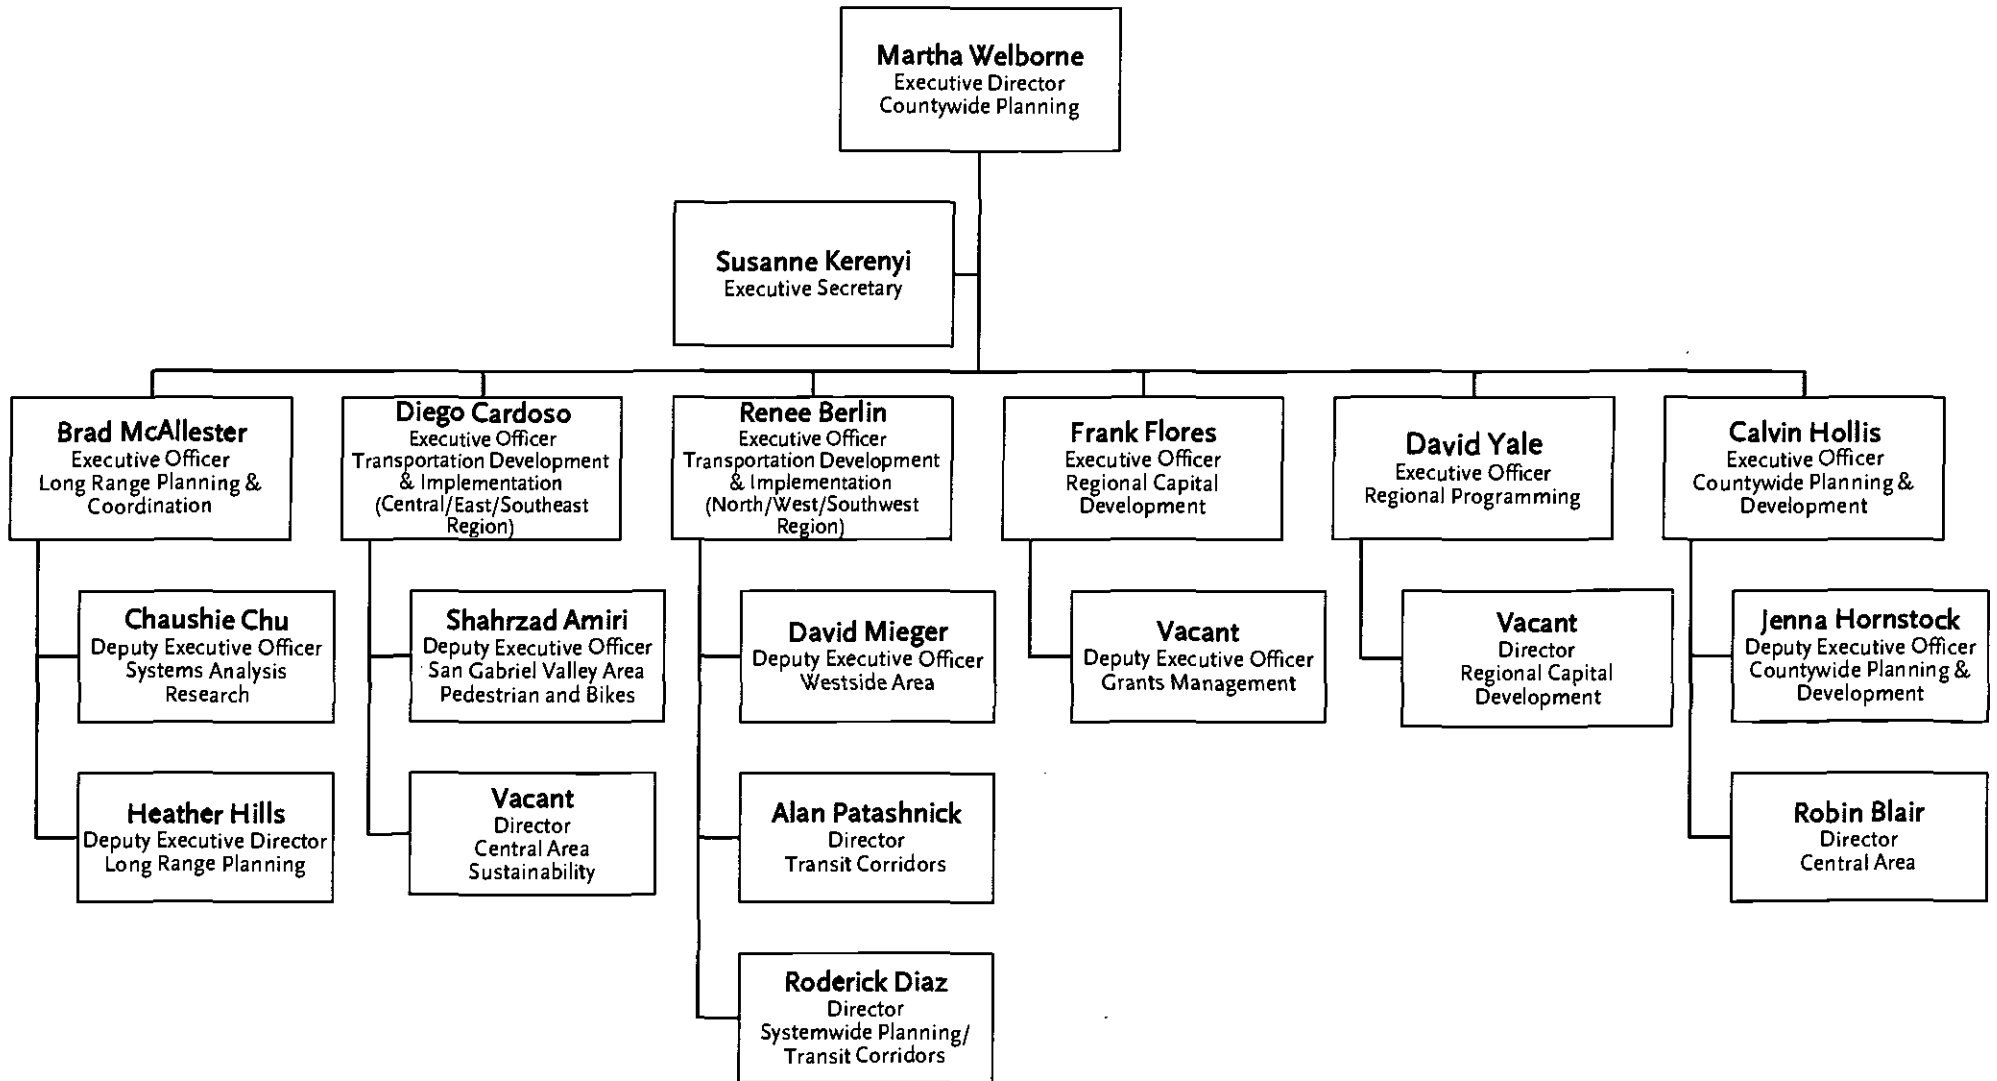 Martha Welborne
Executive Director
Countywide Planning
Susanne Kerenyi
Executive Secretary
Brad McAllester
Executive Officer
Long Range Planning &
Coordination
Diego Cardoso
Executive Officer
Transportation Development
& Implementation
(Central/East/Southeast
Region)
Renee Berlin
Executive Officer
Transportation Development
& Implementation
(North/West/Southwest
Region)
Frank Flores
Executive Officer
Regional Capital
Development
David Yale
Executive Officer
Regional Programming
Calvin Hollis
Executive Officer
Countywide Planning &
Development
Chaushie Chu
Deputy Executive Officer
Systems Analysis
Research
Shahrzad Amiri
Deputy Executive Officer
San Gabriel Valley Area
Pedestrian and Bikes
David Mieger
Deputy Executive Officer
Westside Area
Vacant
Deputy Executive Officer
Grants Management
Vacant
Director
Regional Capital
Development
Jenna Hornstock
Deputy Executive Officer
Countywide Planning &
Development
Heather Hills
Deputy Executive Director
Long Range Planning
Vacant
Director
Central Area
Sustainability
Alan Patashnick
Director
Transit Corridors
Robin Blair
Director
Central Area
Roderick Diaz
Director
Systemwide Planning/
Transit Corridors